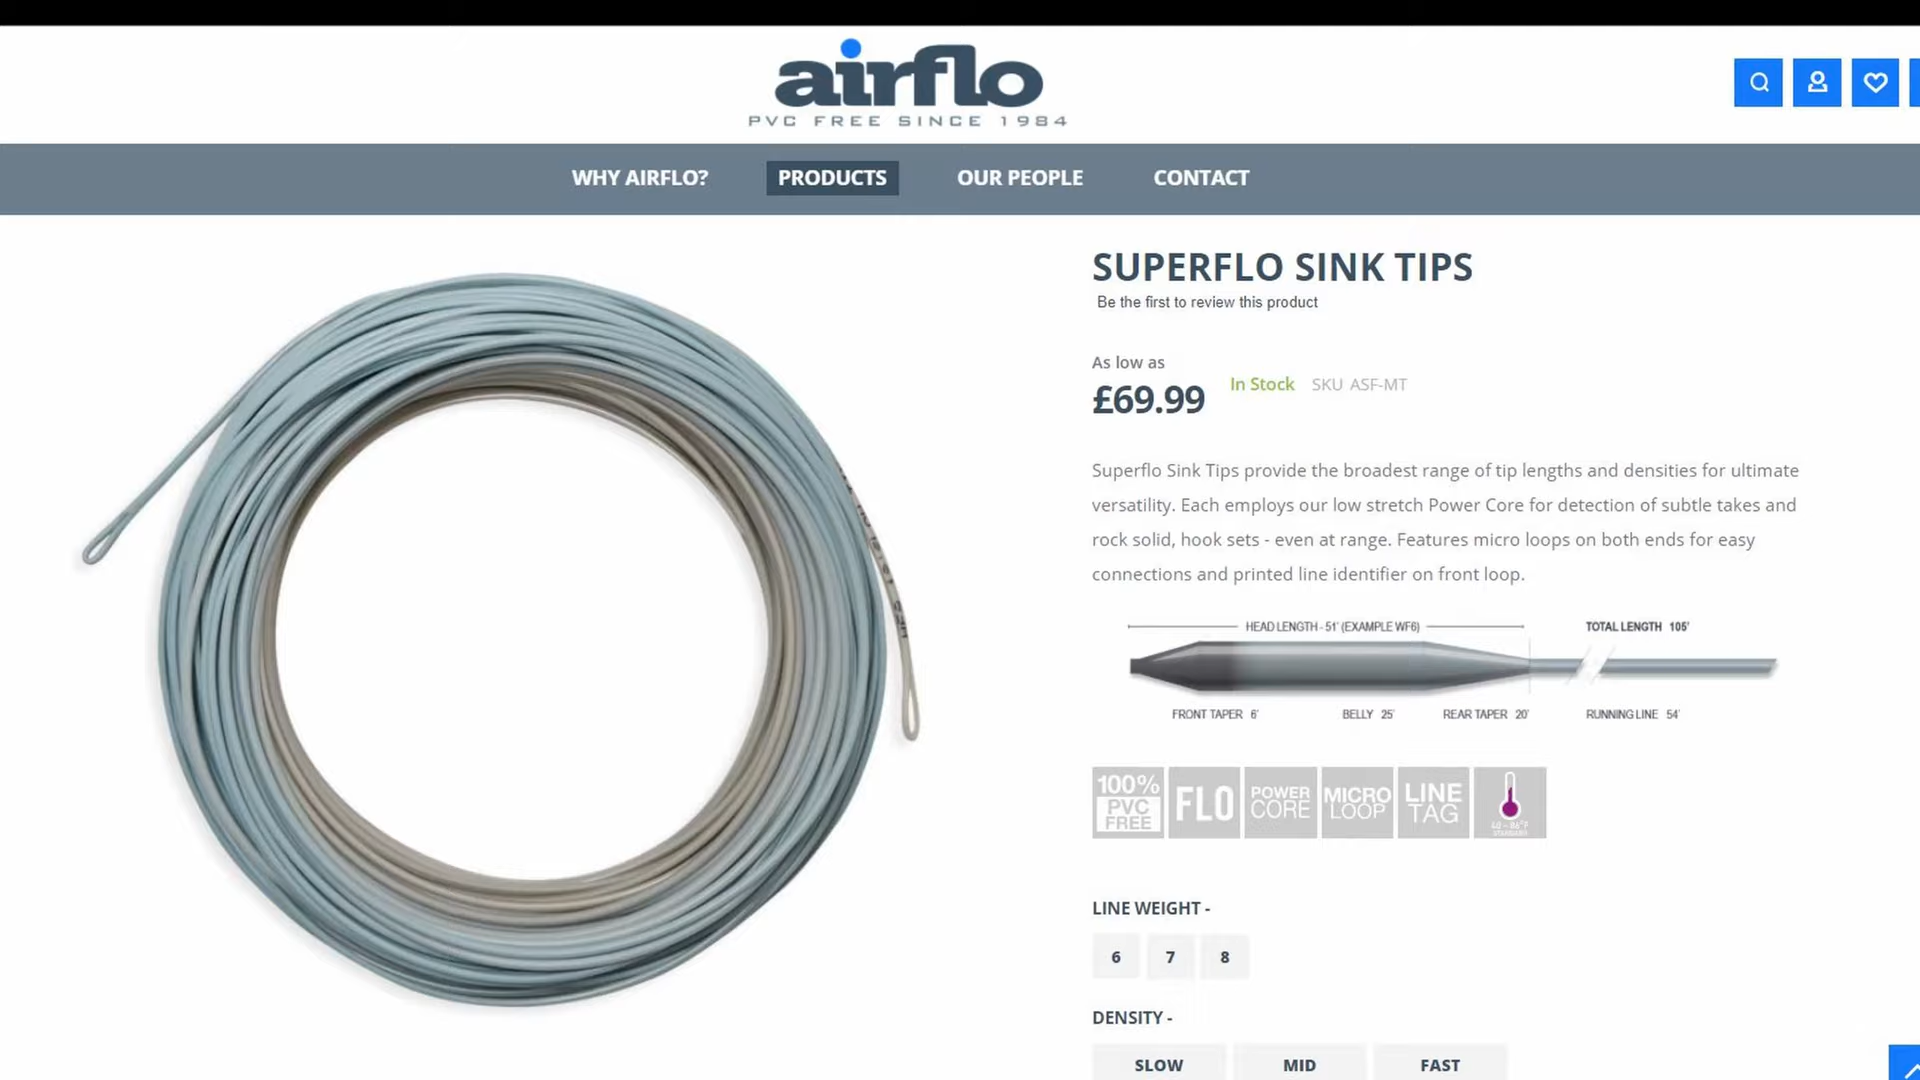 airflo
PVC FREE SINCE 1984
WHY AIRFLO?
PRODUCTS
OUR PEOPLE
CONTACT
SUPERFLO SINK TIPS
Be the first to review this product
As low as
£69.99
In Stock
SKU ASF-MT
Superflo Sink Tips provide the broadest range of tip lengths and densities for ultimate
versatility. Each employs our low stretch Power Core for detection of subtle takes and
rock solid, hook sets - even at range. Features micro loops on both ends for easy
connections and printed line identifier on front loop.
HEAD LENGTH - 51' (EXAMPLE WF6)
TOTAL LENGTH 105'
FRONT TAPER 6'
BELLY 25'
REAR TAPER 20'
RUNNING LINE 54'
100%
PVC
FREE
FLO
POWER
CORE
MICRO
LOOP
LINE
TAG
40 - 86°F
STANDARD
LINE WEIGHT -
6
7
8
DENSITY -
SLOW
MID
FAST